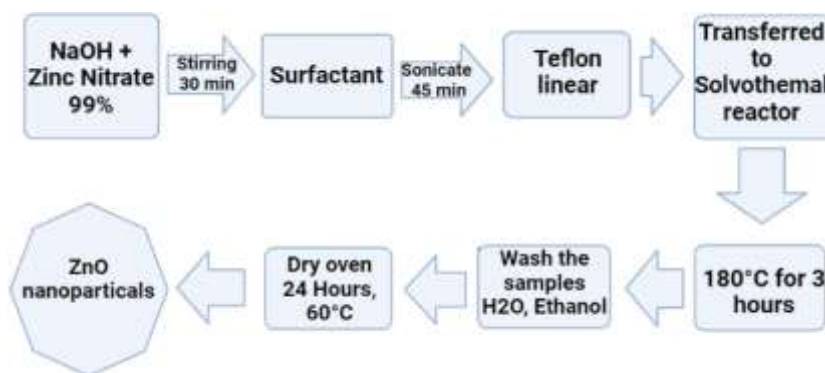 NaOH +
Zinc Nitrate
99%
Stirring
30 min
Surfactant
Sonicate
45 min
Teflon
linear
Transferred
to
Solvothemal
reactor
180°C for 3
hours
Wash the
samples
H2O, Ethanol
Dry oven
24 Hours,
60°C
ZnO
nanoparticals